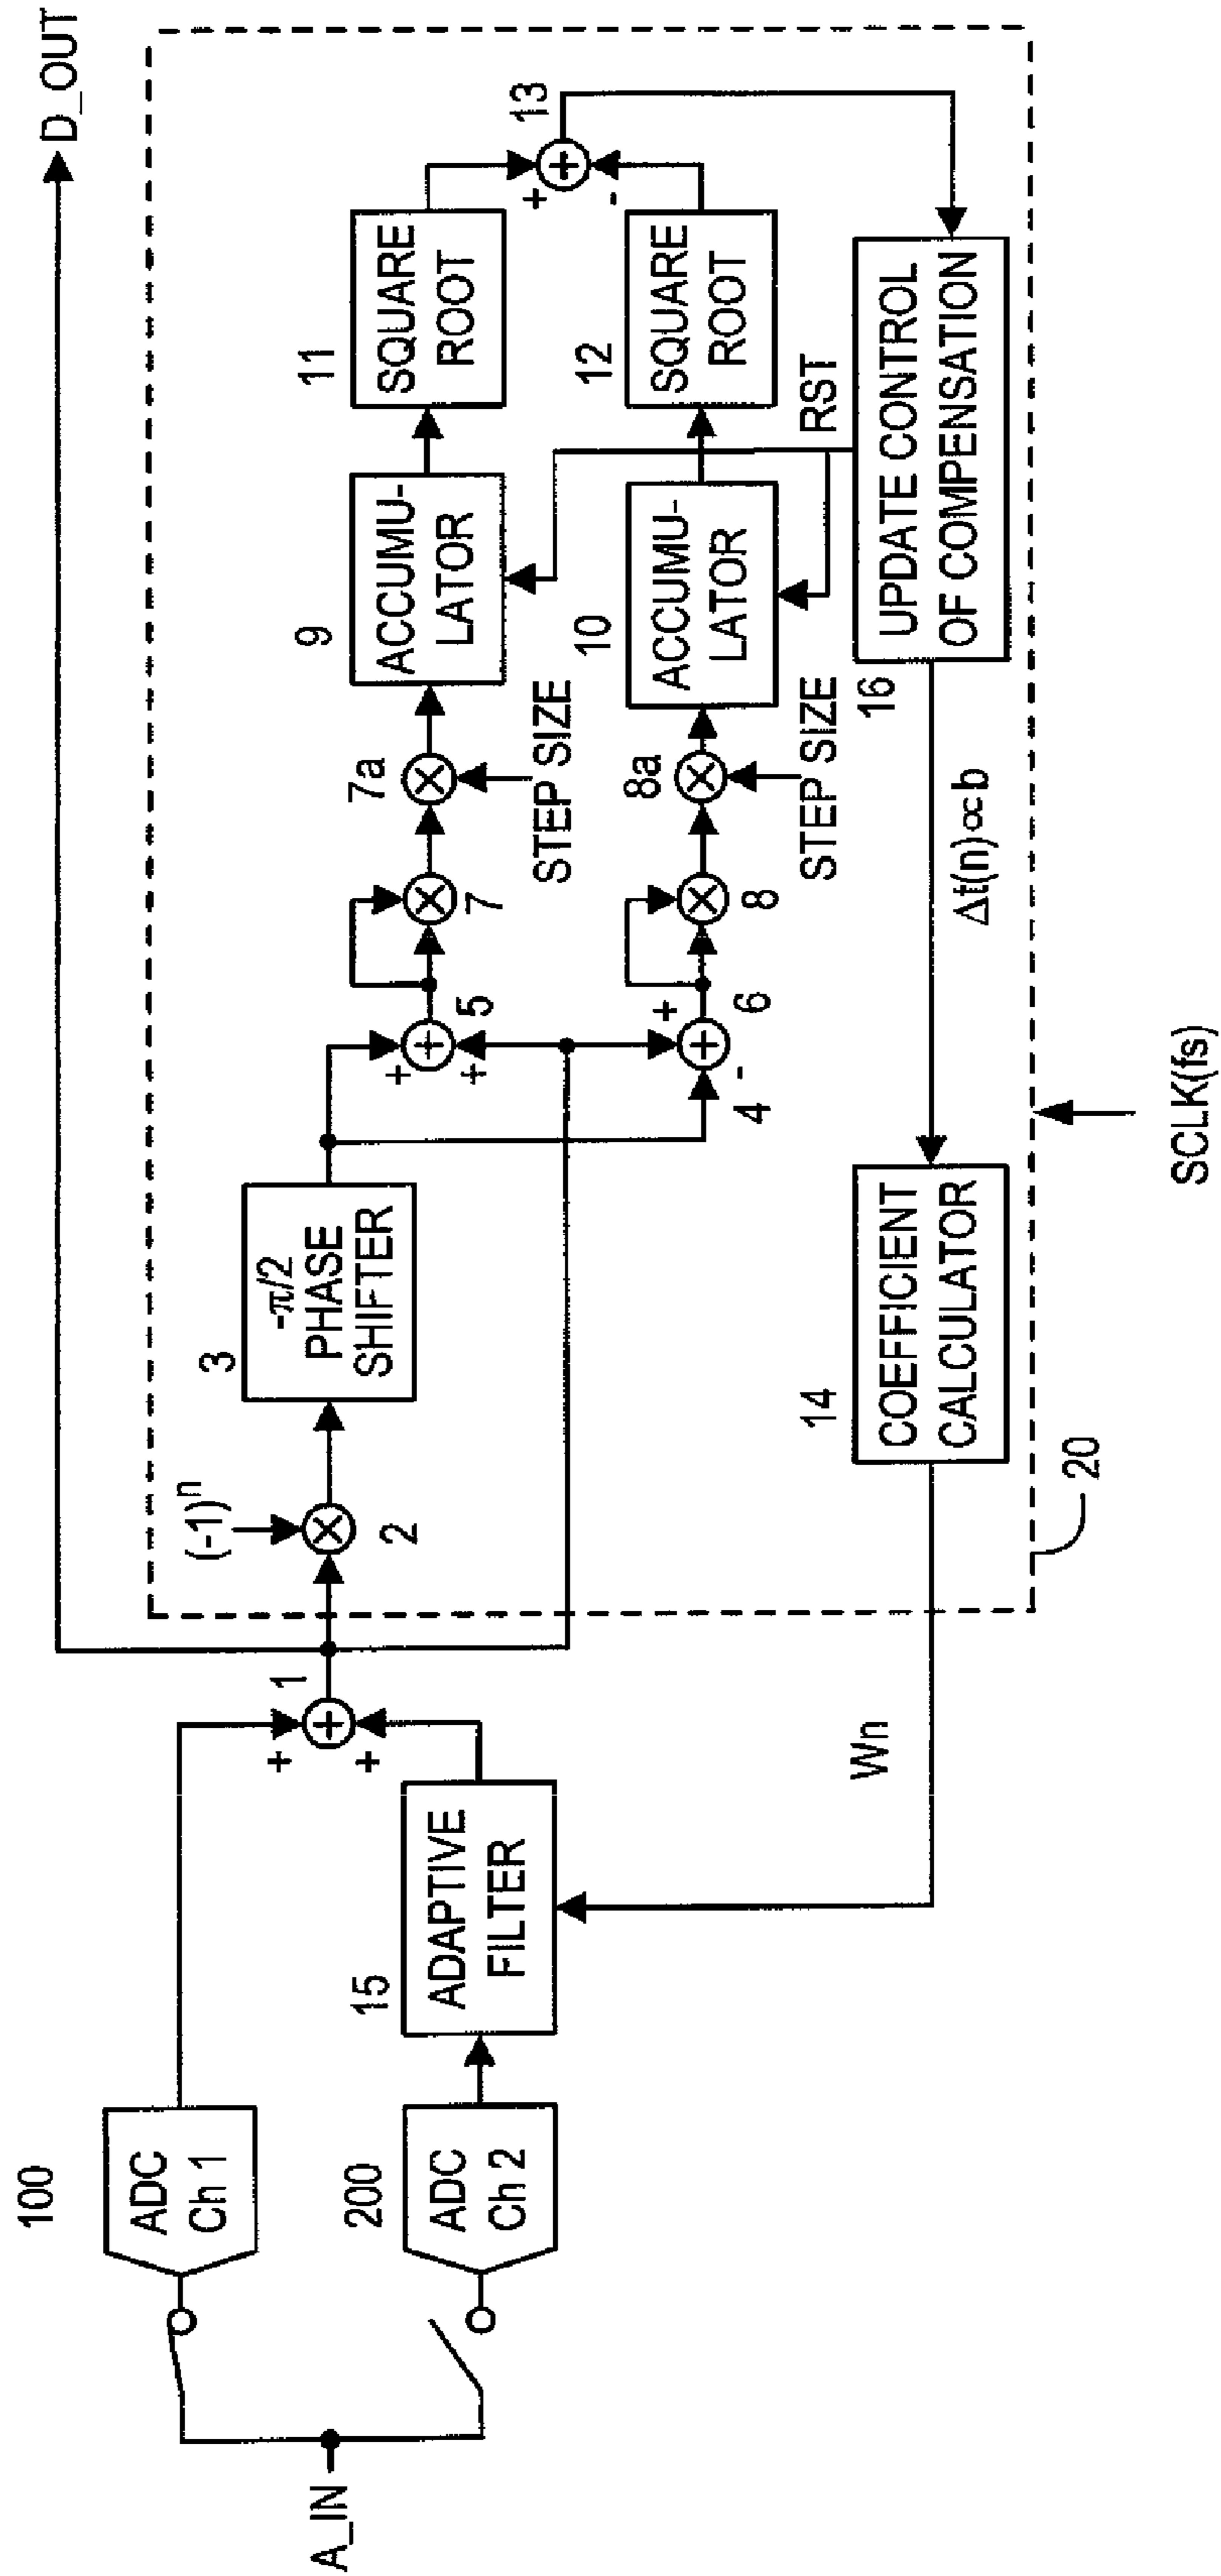 A_IN
100
ADC
Ch 1
200
ADC
Ch 2
15
ADAPTIVE
FILTER
Wn
+
+
+
1
D_OUT
(-1)ⁿ
×
2
3
-π/2
PHASE
SHIFTER
+
+
+
5
+
+
-
4
6
×
7
×
8
7a
×
STEP SIZE
8a
×
STEP SIZE
9
ACCUMU-
LATOR
10
ACCUMU-
LATOR
11
SQUARE
ROOT
12
SQUARE
ROOT
+
+
-
13
RST
16
UPDATE CONTROL
OF COMPENSATION
Δt(n)∝b
14
COEFFICIENT
CALCULATOR
20
SCLK(fs)